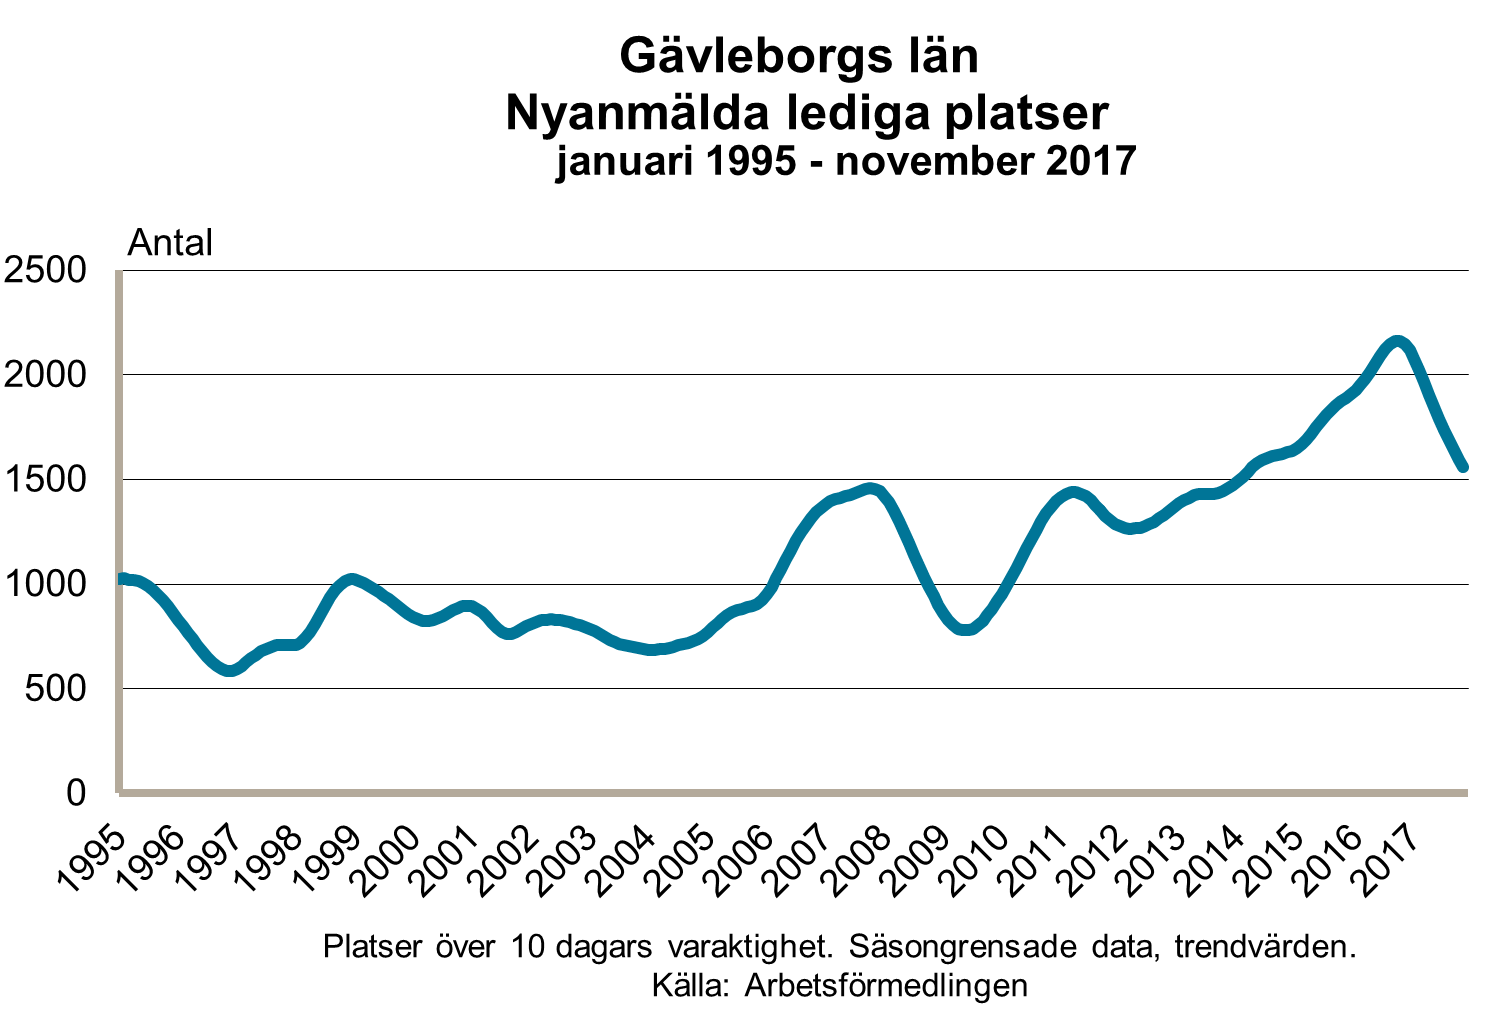 Gävleborgs län
Nyanmälda lediga platser
januari 1995 - november 2017
Antal
2500
2000
1500
1000
500
0
1995 1996 1997 1998 1999 2000 2001 2002 2003 2004 2005 2006 2007 2008 2009 2010 2011 2012 2013 2014 2015 2016 2017
Platser över 10 dagars varaktighet. Säsongrensade data, trendvärden.
Källa: Arbetsförmedlingen